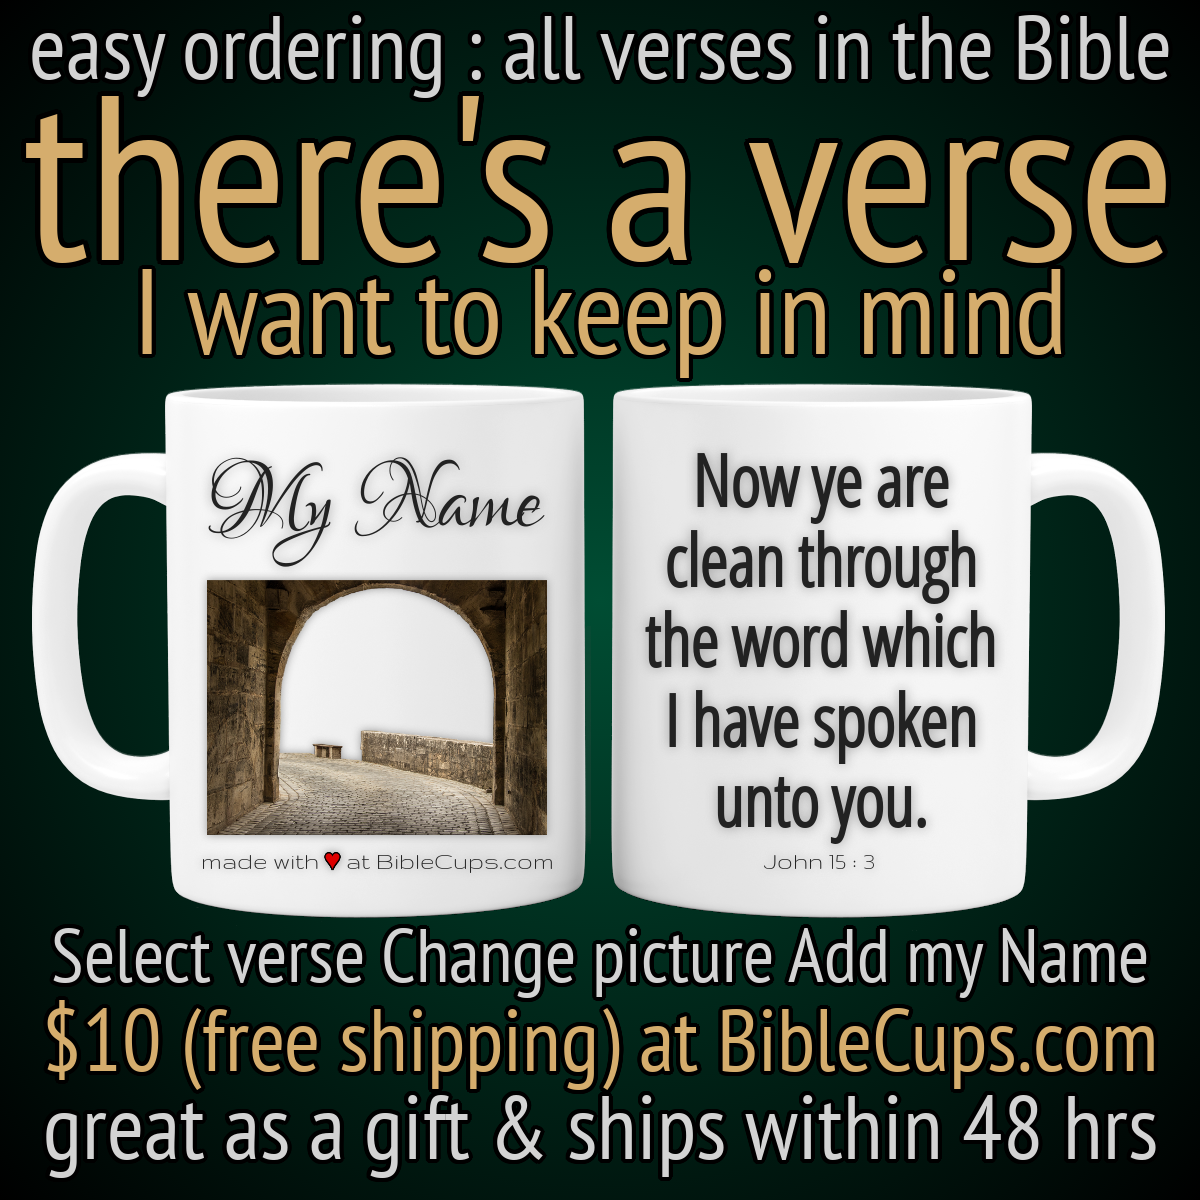 easy ordering : all verses in the Bible
there's a verse
I want to keep in mind
My Name
made with ❤ at BibleCups.com
Now ye are
clean through
the word which
I have spoken
unto you.
John 15 : 3
Select verse Change picture Add my Name
$10 (free shipping) at BibleCups.com
great as a gift & ships within 48 hrs